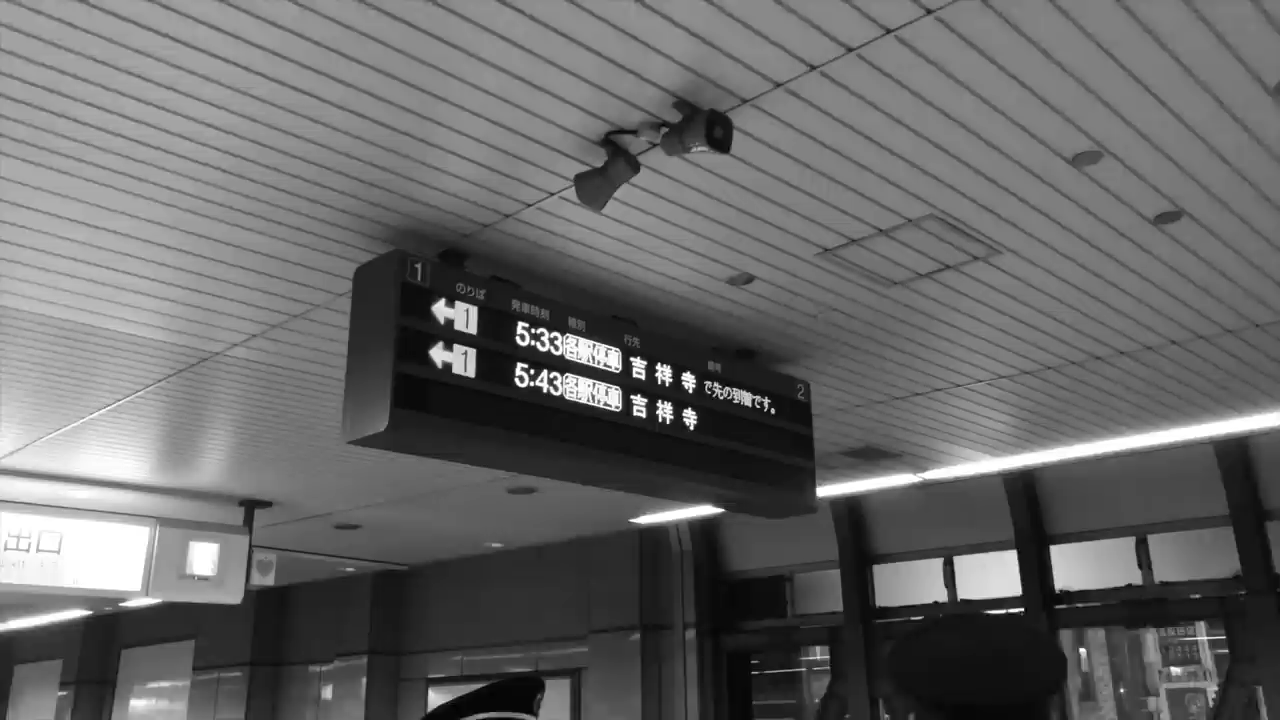 1
のりば 発車時刻 種別 行先 備考
←1 5:33 各駅停車 吉祥寺 で先の到着です。
←1 5:43 各駅停車 吉祥寺
2
出口